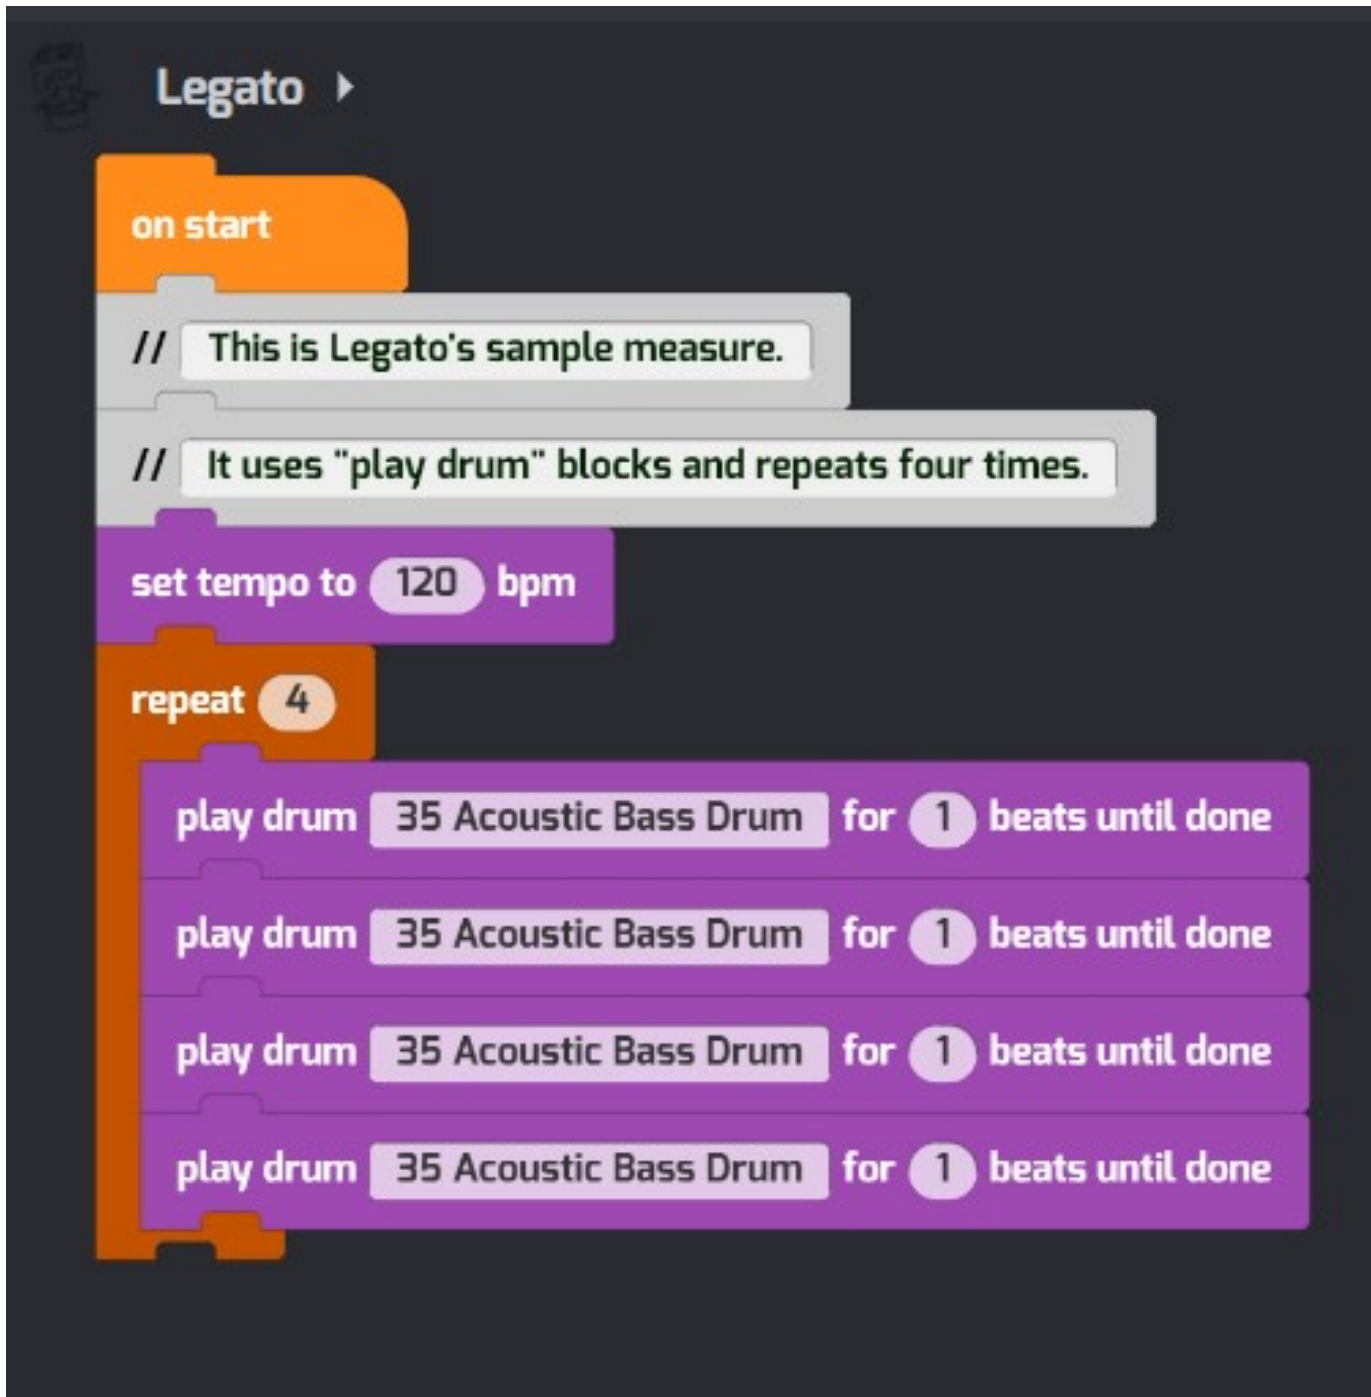 Legato
on start
// This is Legato's sample measure.
// It uses "play drum" blocks and repeats four times.
set tempo to 120 bpm
repeat 4
play drum 35 Acoustic Bass Drum for 1 beats until done
play drum 35 Acoustic Bass Drum for 1 beats until done
play drum 35 Acoustic Bass Drum for 1 beats until done
play drum 35 Acoustic Bass Drum for 1 beats until done